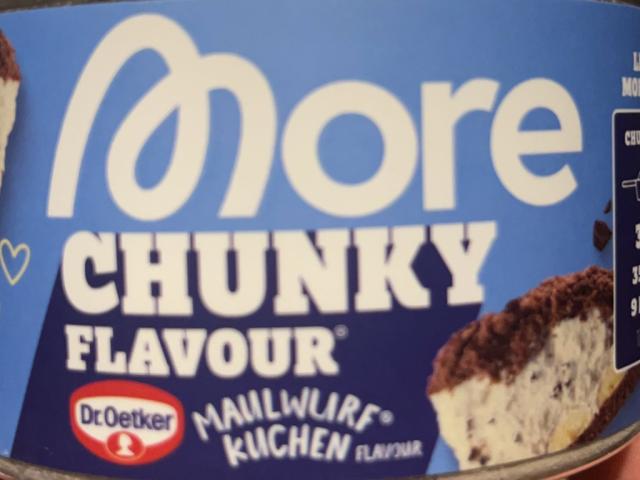 More
CHUNKY
FLAVOUR®
Dr. Oetker
MAULWURF®
KUCHEN FLAVOUR